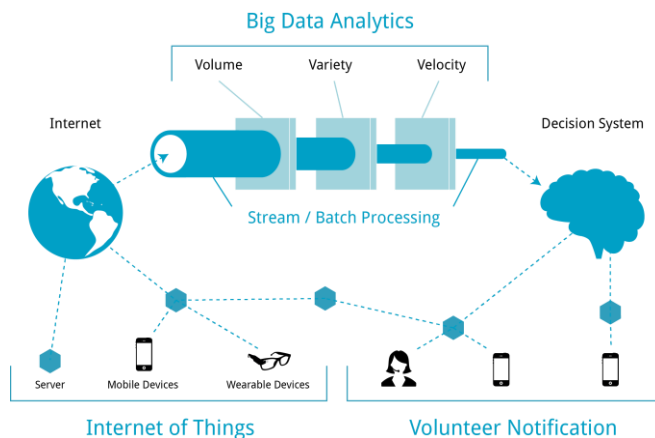 Big Data Analytics
Volume
Variety
Velocity
Internet
Decision System
Stream / Batch Processing
Server
Mobile Devices
Wearable Devices
Internet of Things
Volunteer Notification